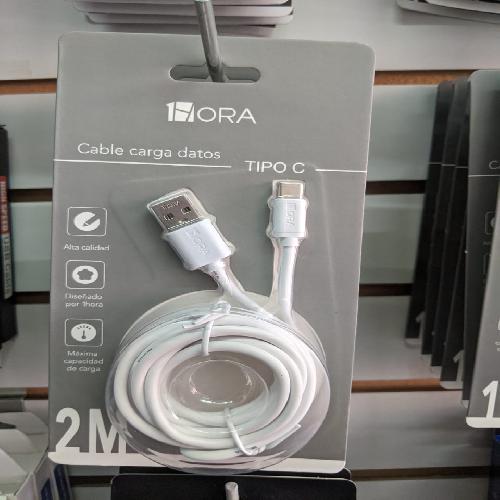 1HORA
Cable carga datos
TIPO C
Alta calidad
Diseñado
por 1hora
Máxima
capacidad
de carga
2M